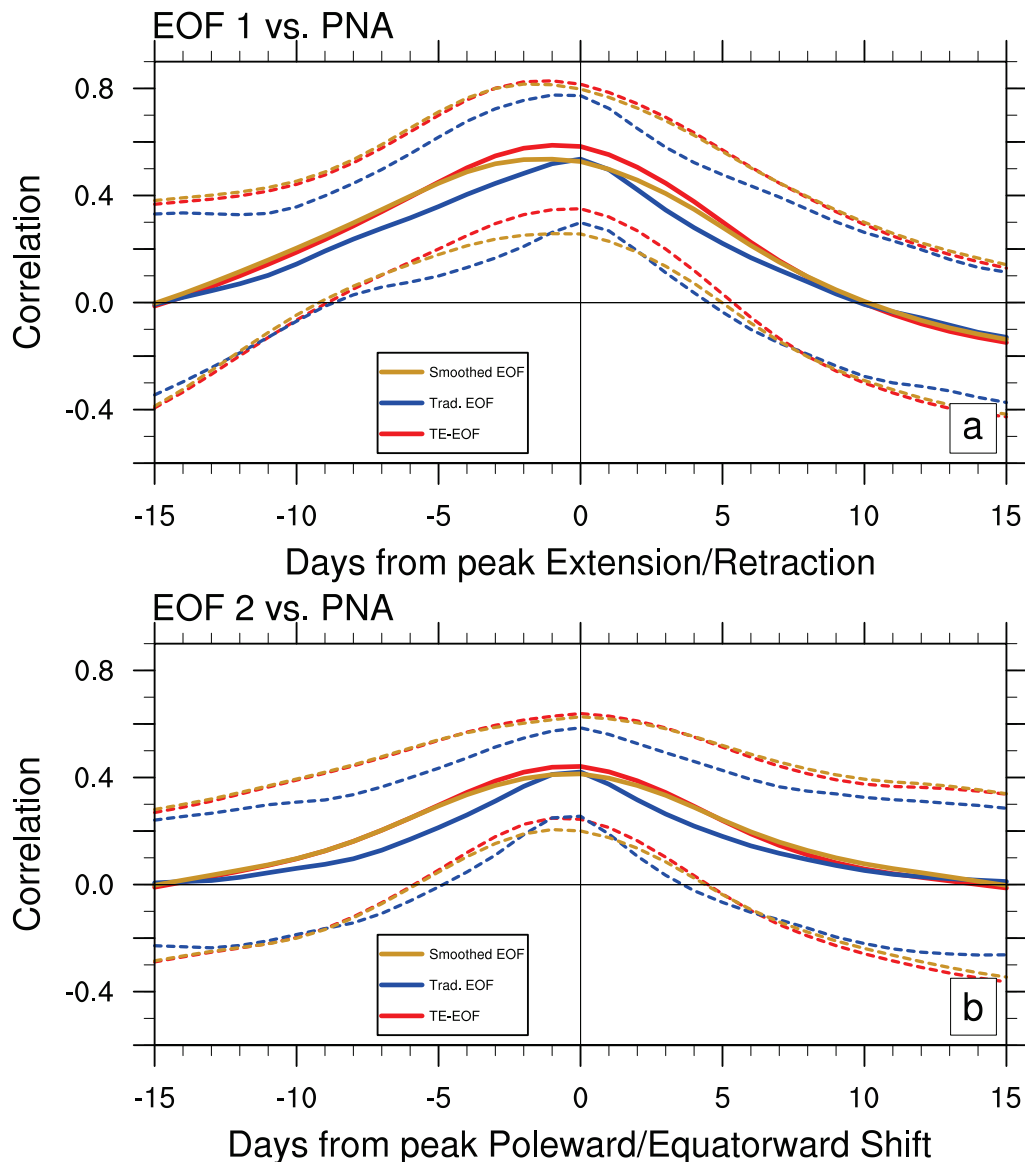 EOF 1 vs. PNA
0.8
0.4
0.0
-0.4
Correlation
Smoothed EOF
Trad. EOF
TE-EOF
a
-15 -10 -5 0 5 10 15
Days from peak Extension/Retraction
EOF 2 vs. PNA
0.8
0.4
0.0
-0.4
Correlation
Smoothed EOF
Trad. EOF
TE-EOF
b
-15 -10 -5 0 5 10 15
Days from peak Poleward/Equatorward Shift